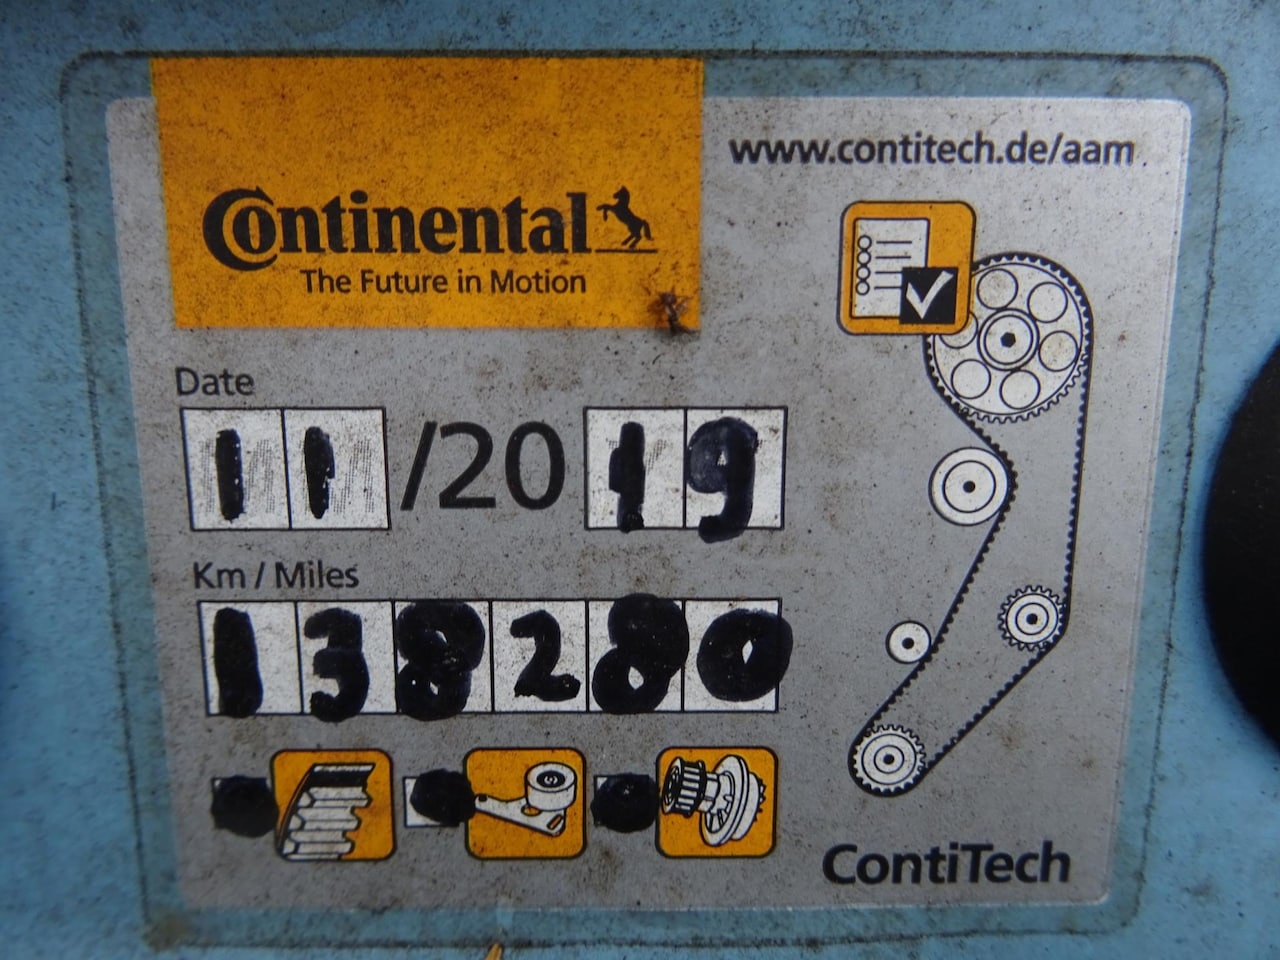 www.contitech.de/aam
Continental
The Future in Motion
Date
11/2019
Km / Miles
138280
ContiTech